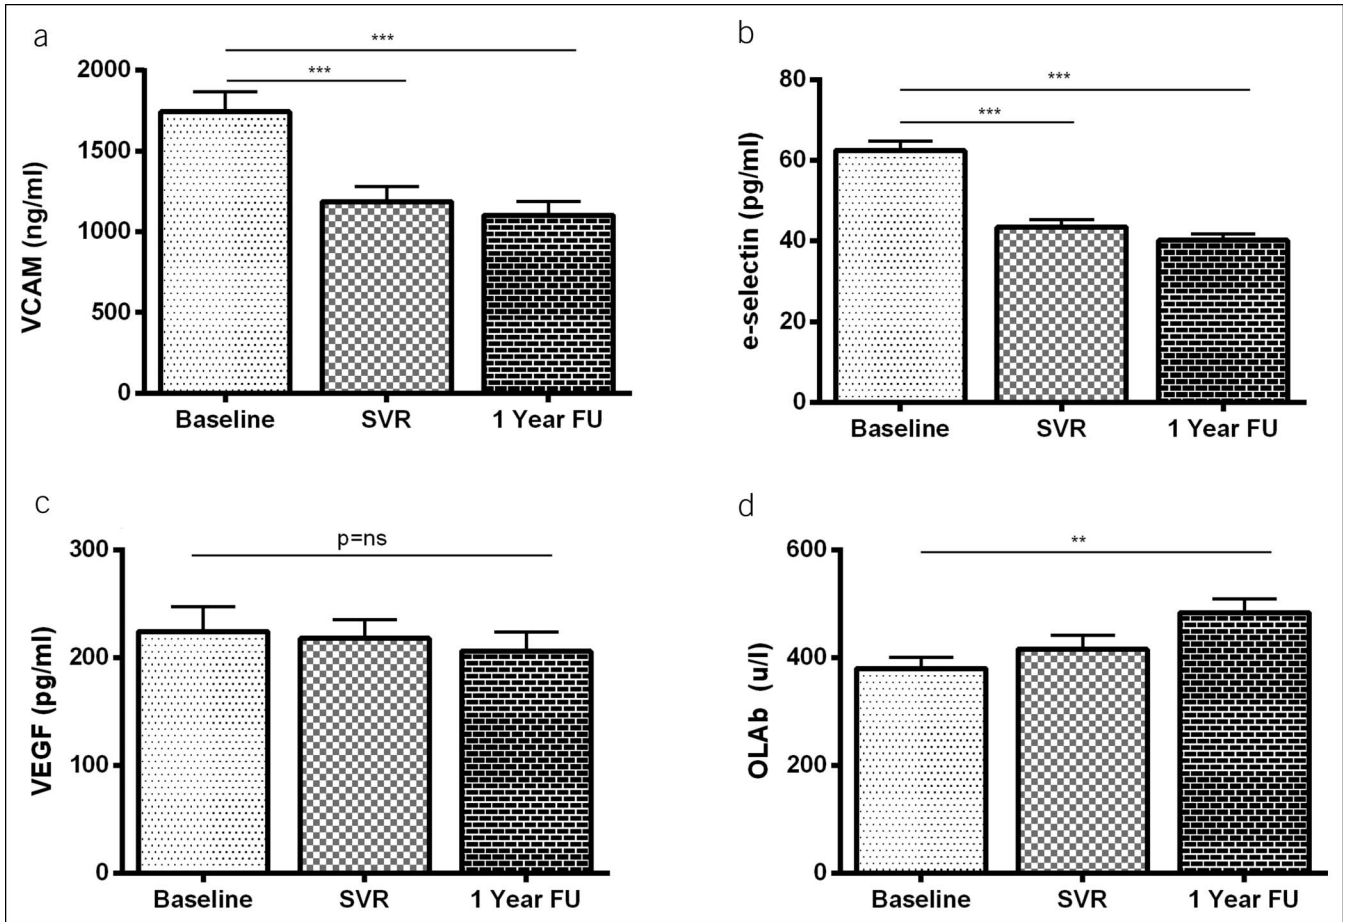 a
***
***
2000
1500
1000
500
0
VCAM (ng/ml)
Baseline SVR 1 Year FU
b
***
***
80
60
40
20
0
e-selectin (pg/ml)
Baseline SVR 1 Year FU
c
p=ns
300
200
100
0
VEGF (pg/ml)
Baseline SVR 1 Year FU
d
**
600
400
200
0
OLAb (u/l)
Baseline SVR 1 Year FU